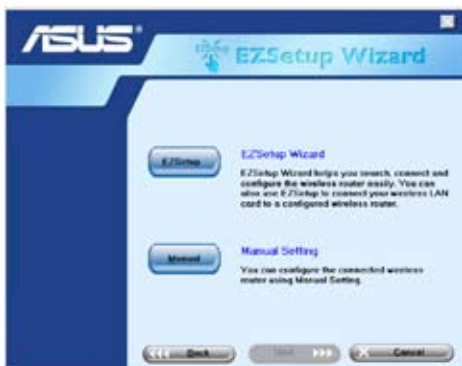 ASUS
EZSetup Wizard
EZSetup
EZSetup Wizard
EZSetup Wizard helps you search, connect and
configure the wireless router easily. You can
also use EZSetup to connect your wireless LAN
card to a configured wireless router.
Manual
Manual Setting
You can configure the connected wireless
router using Manual Setting.
Back
Next
Cancel